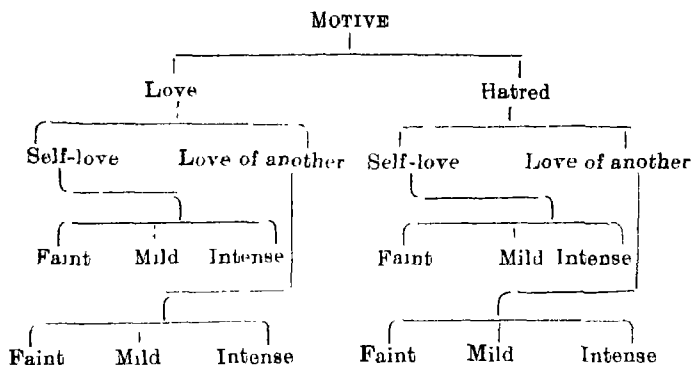 MOTIVE
Love Hatred
Self-love Love of another Self-love Love of another
Faint Mild Intense Faint Mild Intense
Faint Mild Intense Faint Mild Intense